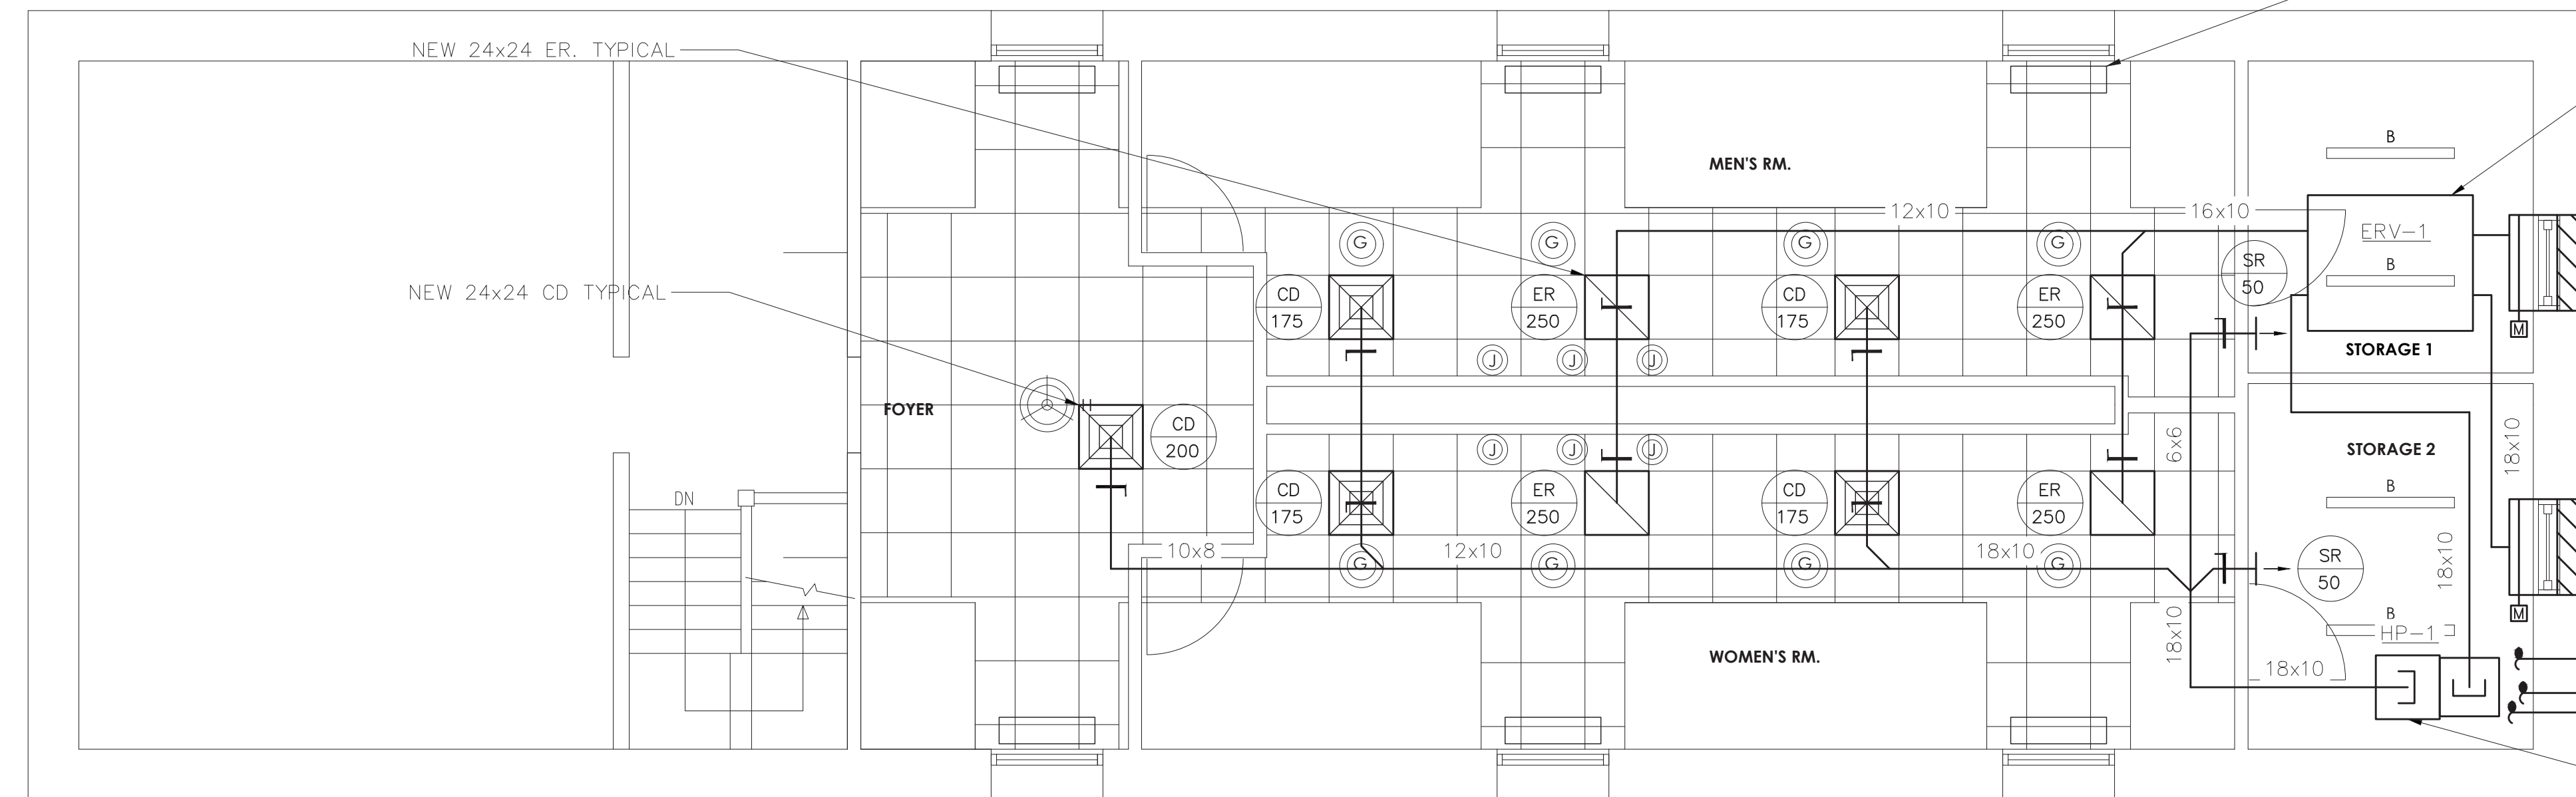 NEW 24x24 ER. TYPICAL
B
MEN'S RM.
12x10
16x10
ERV-1
G
G
G
G
SR
50
B
NEW 24x24 CD TYPICAL
CD
175
ER
250
CD
175
ER
250
M
STORAGE 1
J
J
J
FOYER
H
CD
200
6x6
18x10
STORAGE 2
J
J
J
B
DN
CD
175
ER
250
CD
175
ER
250
10x8
12x10
18x10
G
G
G
G
SR
50
18x10
M
B
HP-1
18x10
WOMEN'S RM.
18x10